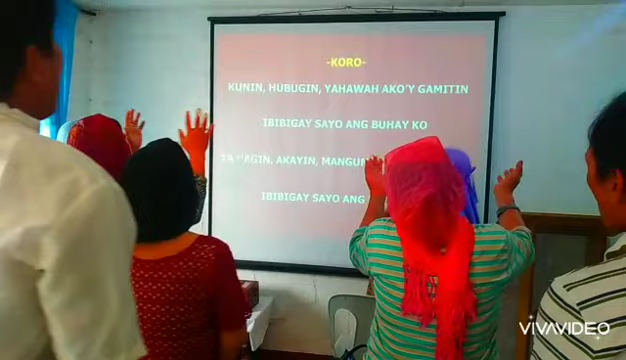 -KORO-
KUNIN, HUBUGIN, YAHAWAH AKO'Y GAMITIN
IBIBIGAY SAYO ANG BUHAY KO
AKAYIN,
IBIBIGAY SAYO ANG
VIVAVIDEO